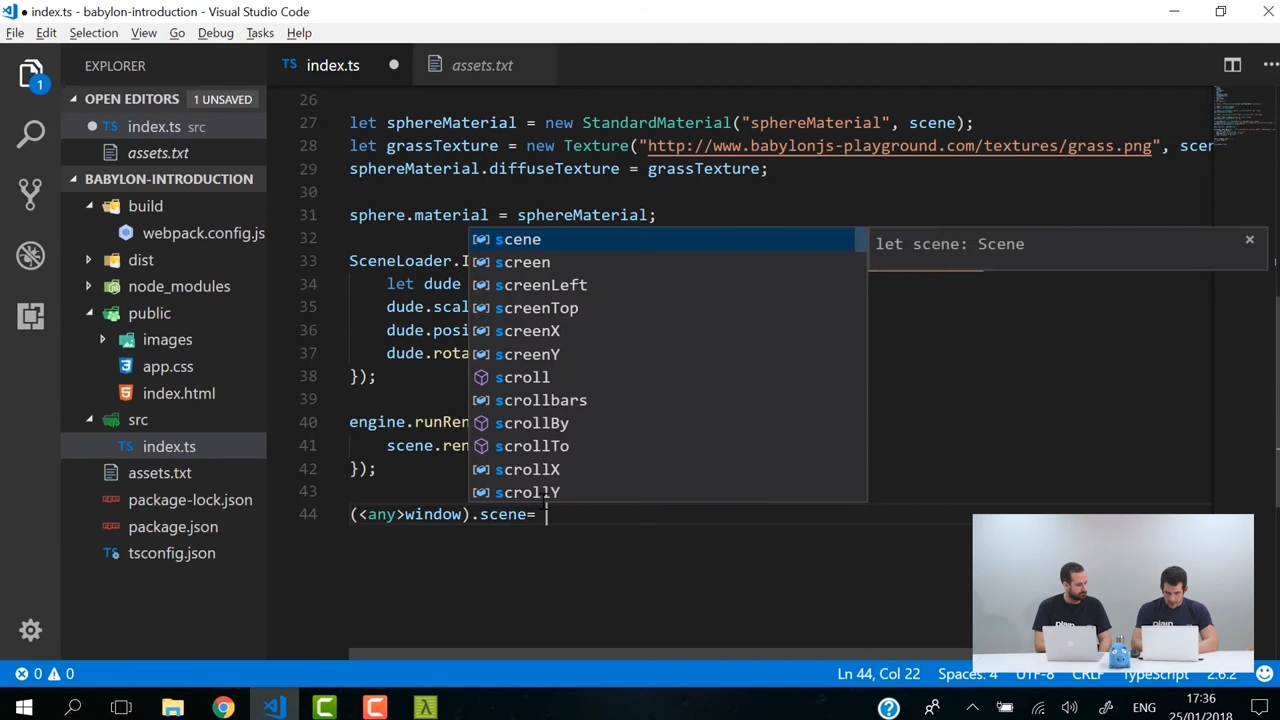 index.ts - babylon-introduction - Visual Studio Code
File Edit Selection View Go Debug Tasks Help
EXPLORER
OPEN EDITORS 1 UNSAVED
index.ts src
assets.txt
BABYLON-INTRODUCTION
build
webpack.config.js
dist
node_modules
public
images
app.css
index.html
src
index.ts
assets.txt
package-lock.json
package.json
tsconfig.json
1
TS index.ts
assets.txt
26
27 let sphereMaterial = new StandardMaterial("sphereMaterial", scene);
28 let grassTexture = new Texture("http://www.babylonjs-playground.com/textures/grass.png", scen
29 sphereMaterial.diffuseTexture = grassTexture;
30
31 sphere.material = sphereMaterial;
32
33 SceneLoader.I
34 let dude
35 dude.scal
36 dude.posi
37 dude.rota
38 });
39
40 engine.runRen
41 scene.ren
42 });
43
44 (<any>window).scene=
scene
screen
screenLeft
screenTop
screenX
screenY
scroll
scrollbars
scrollBy
scrollTo
scrollX
scrollY
let scene: Scene
plain
plain
0 0
Ln 44, Col 22 Spaces: 4 UTF-8 CRLF TypeScript 2.6.2
ENG
17:36
25/01/2018